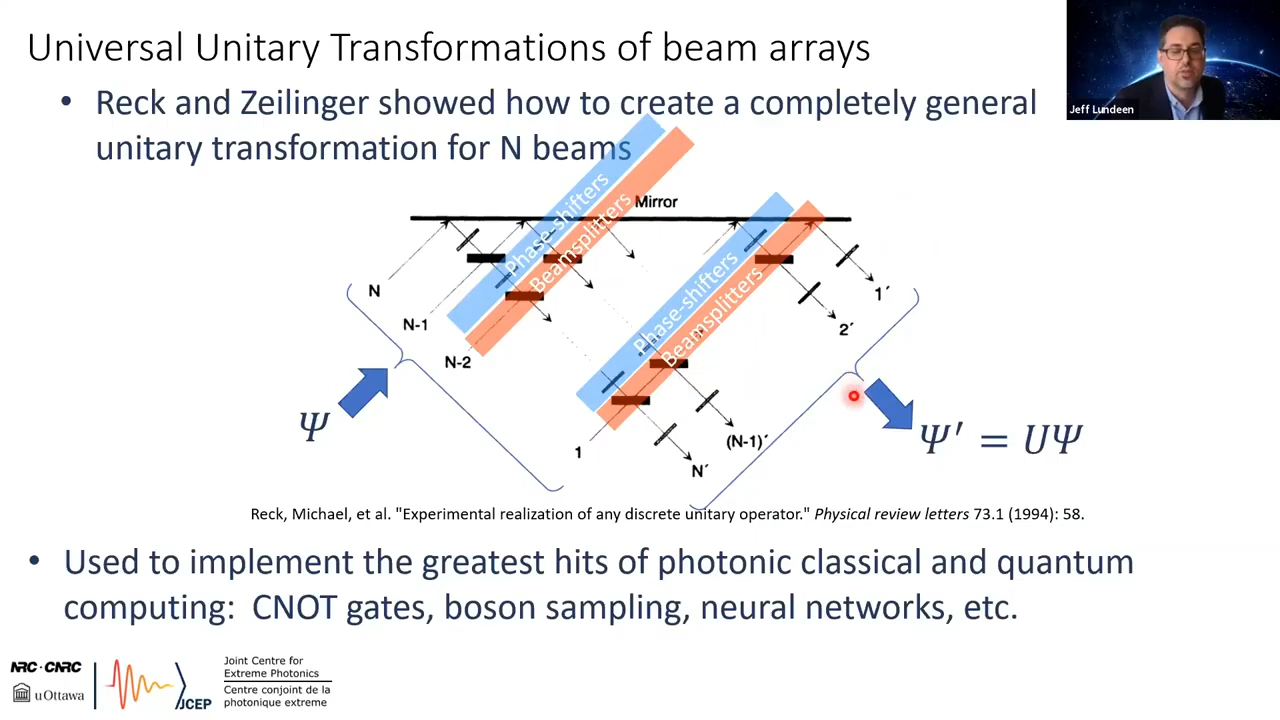 Universal Unitary Transformations of beam arrays
Jeff Lundeen
• Reck and Zeilinger showed how to create a completely general
unitary transformation for N beams
Mirror
Phase-shifters
Beamsplitters
Phase-shifters
Beamsplitters
N
N-1
N-2
1
1´
2´
(N-1)´
N´
Ψ
Ψ′ = UΨ
Reck, Michael, et al. "Experimental realization of any discrete unitary operator." Physical review letters 73.1 (1994): 58.
• Used to implement the greatest hits of photonic classical and quantum
computing:  CNOT gates, boson sampling, neural networks, etc.
NRC·CNRC
uOttawa
JCEP
Joint Centre for
Extreme Photonics
Centre conjoint de la
photonique extreme